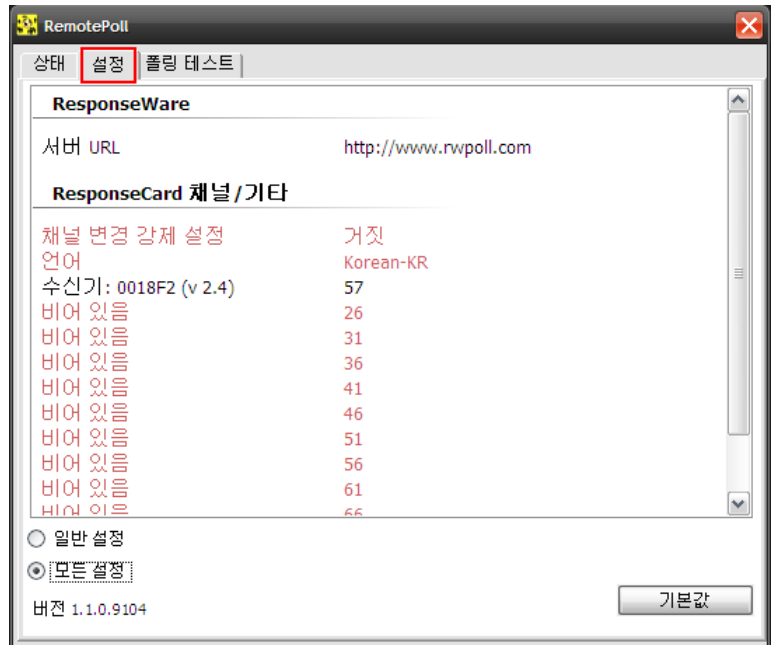 RemotePoll
상태 설정 폴링 테스트
ResponseWare
서버 URL http://www.rwpoll.com
ResponseCard 채널/기타
채널 변경 강제 설정 거짓
언어 Korean-KR
수신기: 0018F2 (v 2.4) 57
비어 있음 26
비어 있음 31
비어 있음 36
비어 있음 41
비어 있음 46
비어 있음 51
비어 있음 56
비어 있음 61
비어 있음 66
일반 설정
모든 설정
버전 1.1.0.9104 기본값